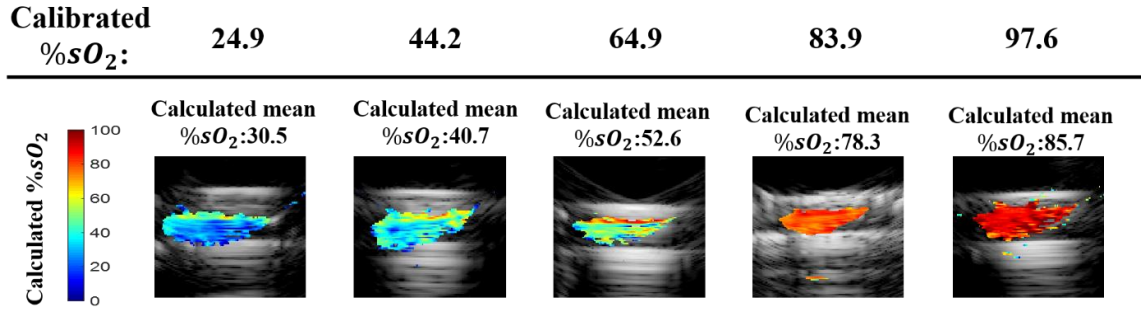 Calibrated
%sO₂: 24.9 44.2 64.9 83.9 97.6
Calculated mean Calculated mean Calculated mean Calculated mean Calculated mean
%sO₂:30.5 %sO₂:40.7 %sO₂:52.6 %sO₂:78.3 %sO₂:85.7
Calculated %sO₂
100
80
60
40
20
0